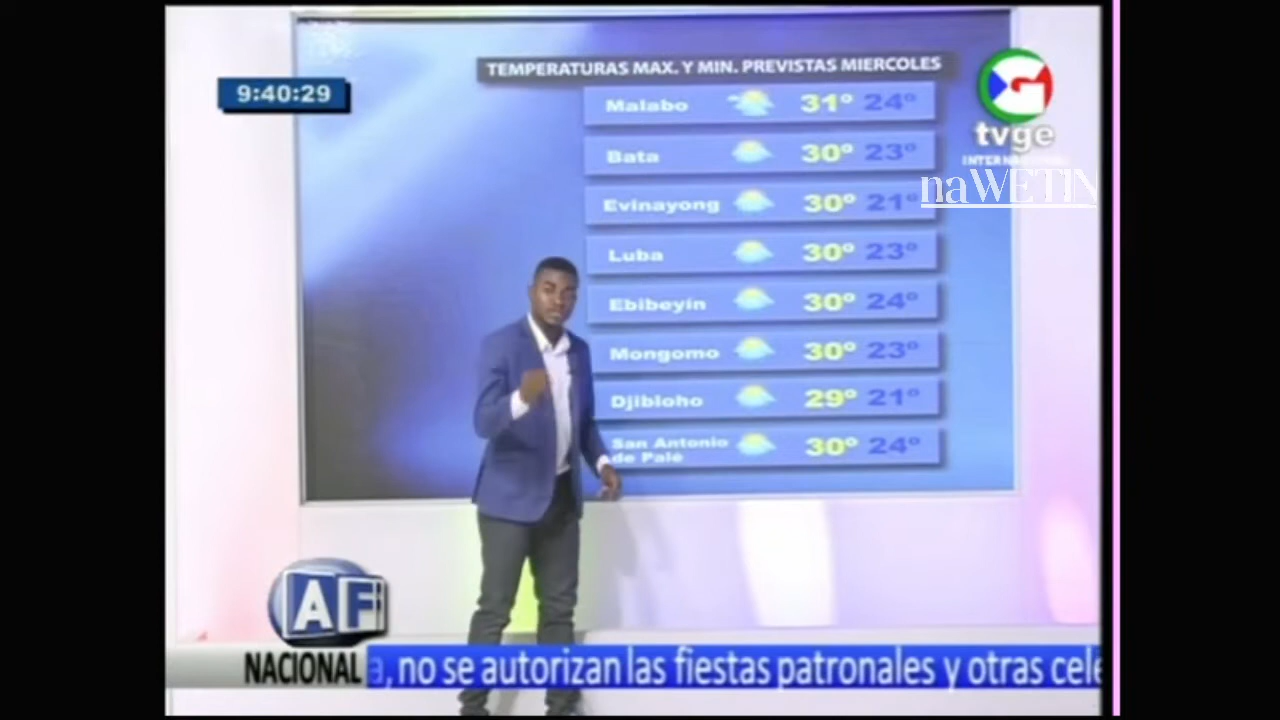 9:40:29
TEMPERATURAS MAX. Y MIN. PREVISTAS MIERCOLES
Malabo 31° 24°
Bata 30° 23°
Evinayong 30° 21°
Luba 30° 23°
Ebibeyín 30° 24°
Mongomo 30° 23°
Djibloho 29° 21°
San Antonio de Palé 30° 24°
G
tvge
INTERNACIONAL
naWETIN
AFi
NACIONAL
, no se autorizan las fiestas patronales y otras